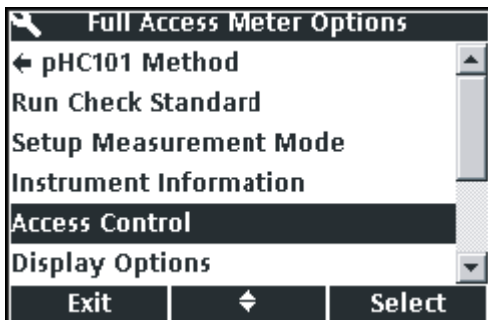 Full Access Meter Options
pHC101 Method
Run Check Standard
Setup Measurement Mode
Instrument Information
Access Control
Display Options
Exit Select